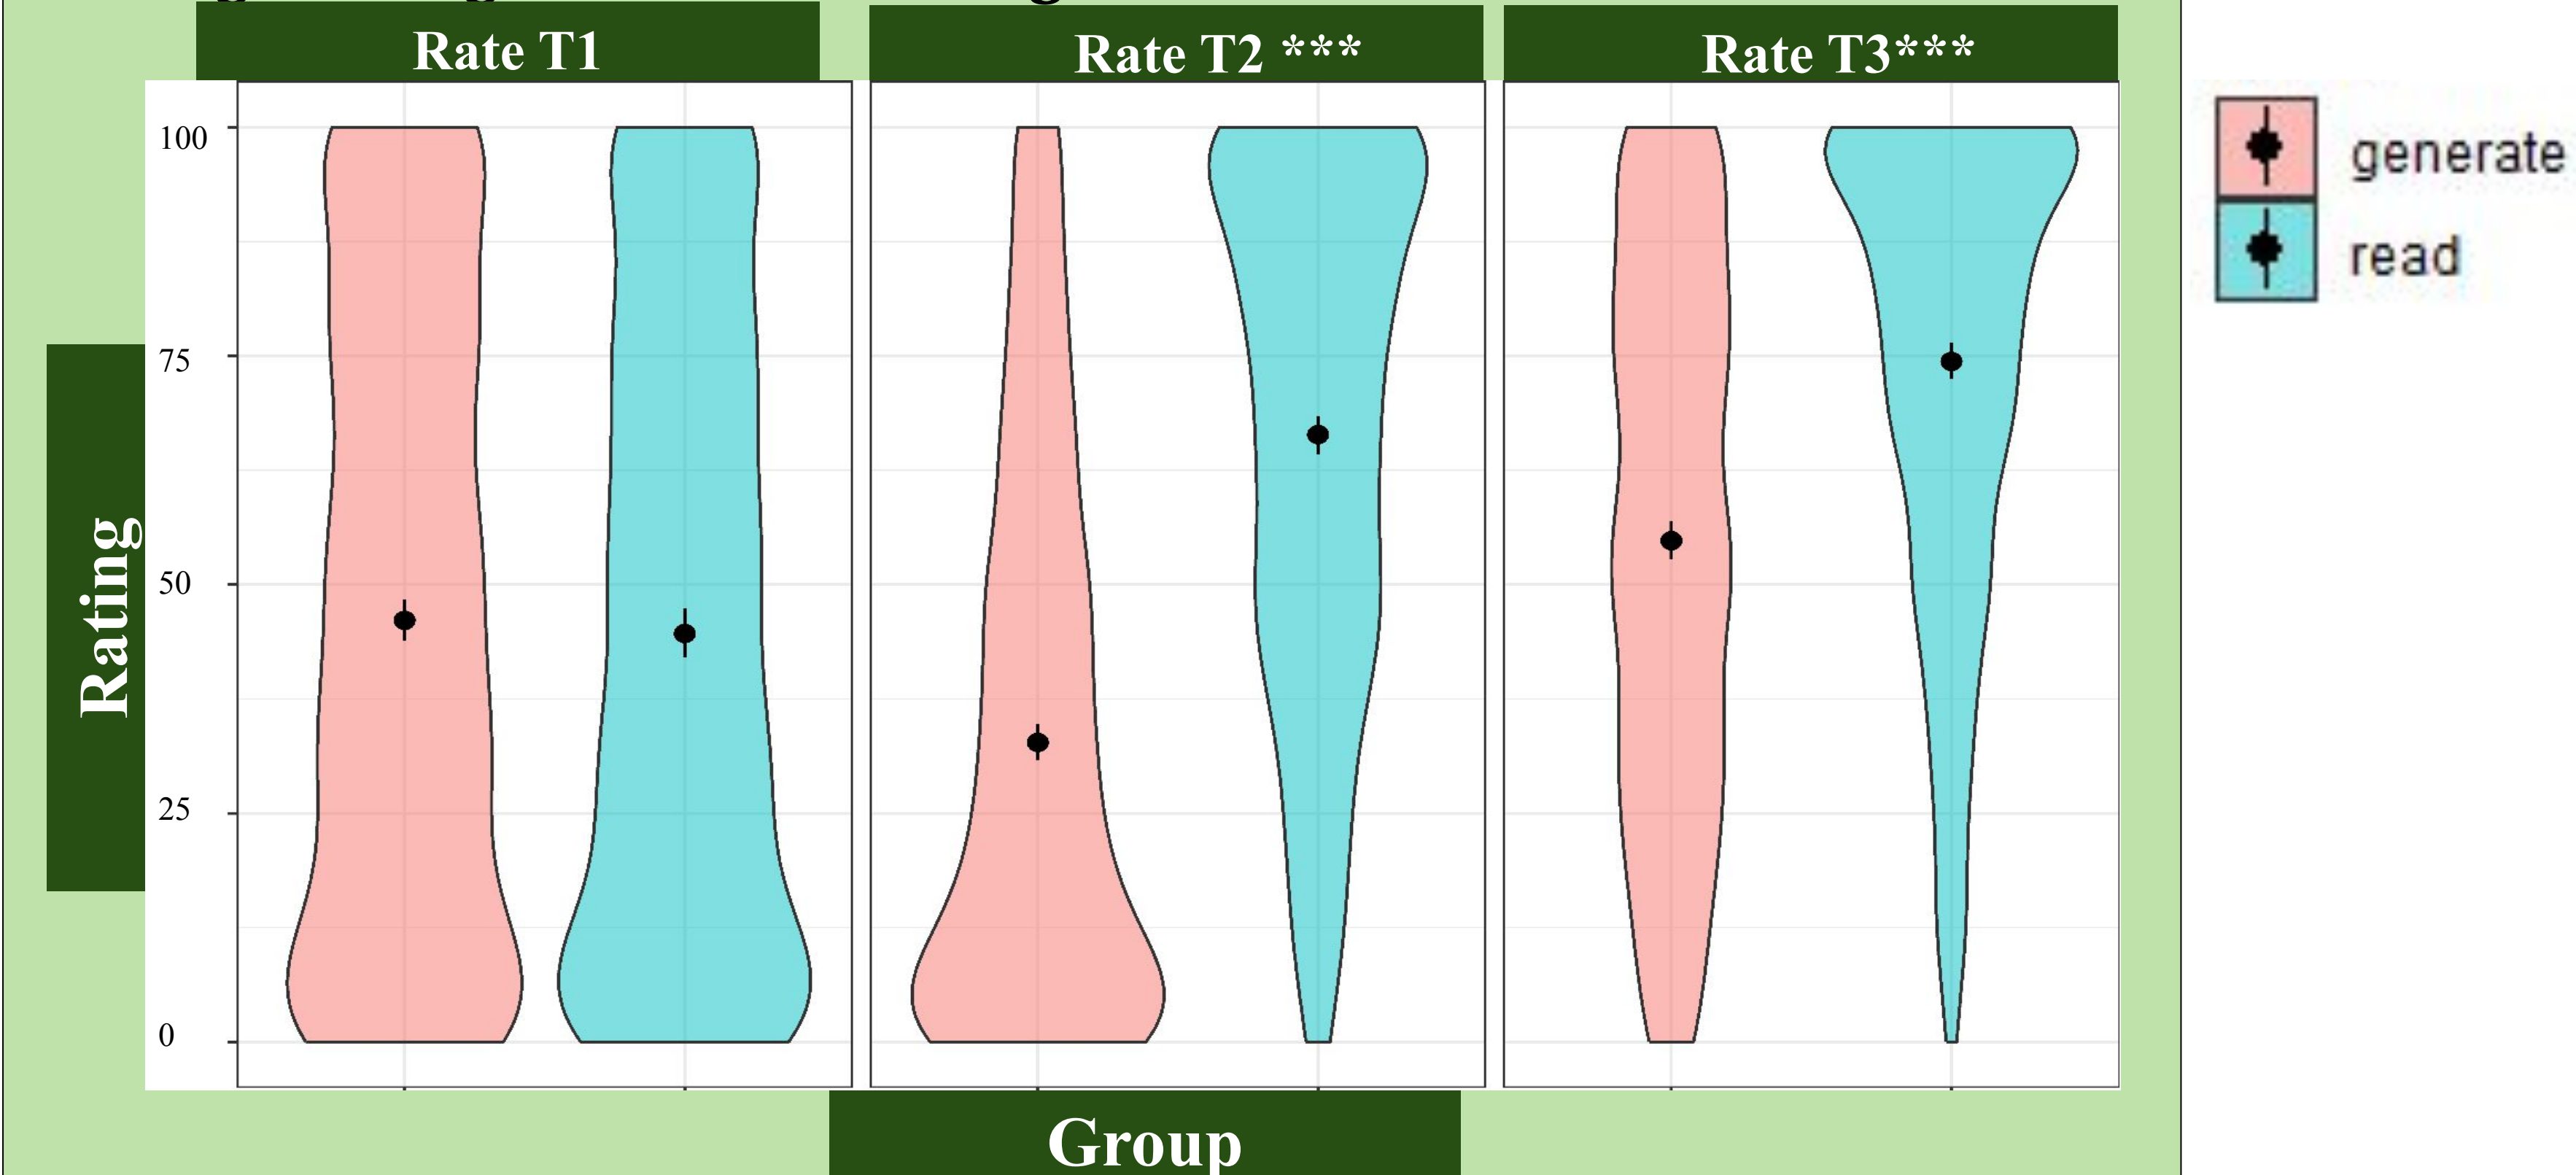 Rate T1
Rate T2 ***
Rate T3***
100
75
50
25
0
Rating
Group
generate
read